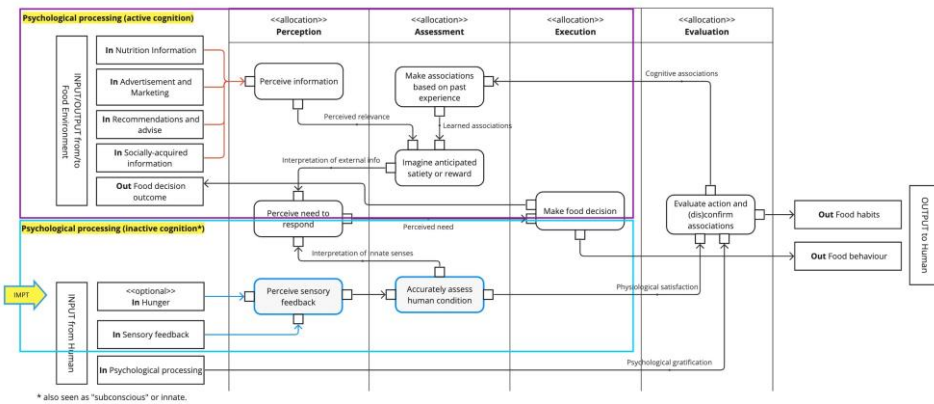 Psychological processing (active cognition)
<<allocation>>
Perception
<<allocation>>
Assessment
<<allocation>>
Execution
<<allocation>>
Evaluation
INPUT/OUTPUT from/to
Food Environment
In Nutrition Information
In Advertisement and
Marketing
In Recommendations and
advise
In Socially-acquired
information
Out Food decision
outcome
Perceive information
Make associations
based on past
experience
Cognitive associations
Perceived relevance
Learned associations
Interpretation of external info
Imagine anticipated
satiety or reward
Perceive need to
respond
Perceived need
Make food decision
Evaluate action and
(dis)confirm
associations
Out Food habits
Out Food behaviour
OUTPUT to Human
Psychological processing (inactive cognition*)
Interpretation of innate senses
IMPT
INPUT from Human
<<optional>>
In Hunger
In Sensory feedback
In Psychological processing
Perceive sensory
feedback
Accurately assess
human condition
Physiological satisfaction
Psychological gratification
* also seen as "subconscious" or innate.